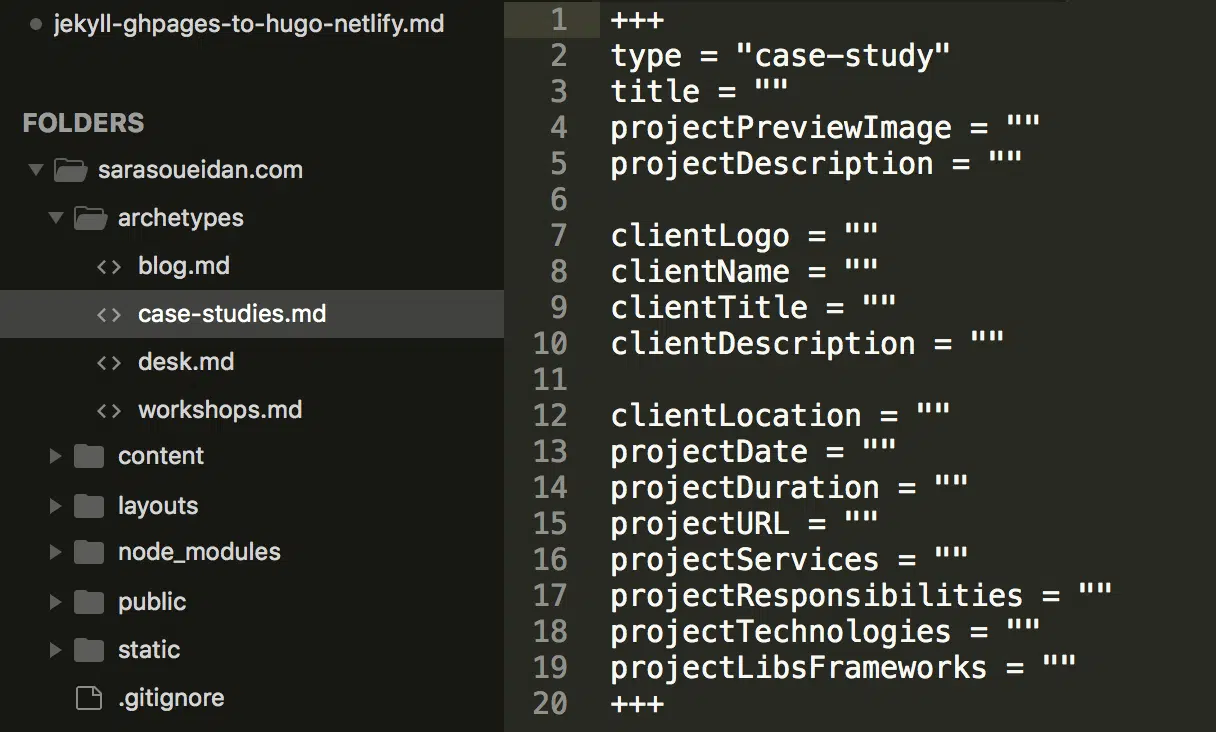 jekyll-ghpages-to-hugo-netlify.md
FOLDERS
sarasoueidan.com
archetypes
blog.md
case-studies.md
desk.md
workshops.md
content
layouts
node_modules
public
static
.gitignore
1 +++
2 type = "case-study"
3 title = ""
4 projectPreviewImage = ""
5 projectDescription = ""
6
7 clientLogo = ""
8 clientName = ""
9 clientTitle = ""
10 clientDescription = ""
11
12 clientLocation = ""
13 projectDate = ""
14 projectDuration = ""
15 projectURL = ""
16 projectServices = ""
17 projectResponsibilities = ""
18 projectTechnologies = ""
19 projectLibsFrameworks = ""
20 +++